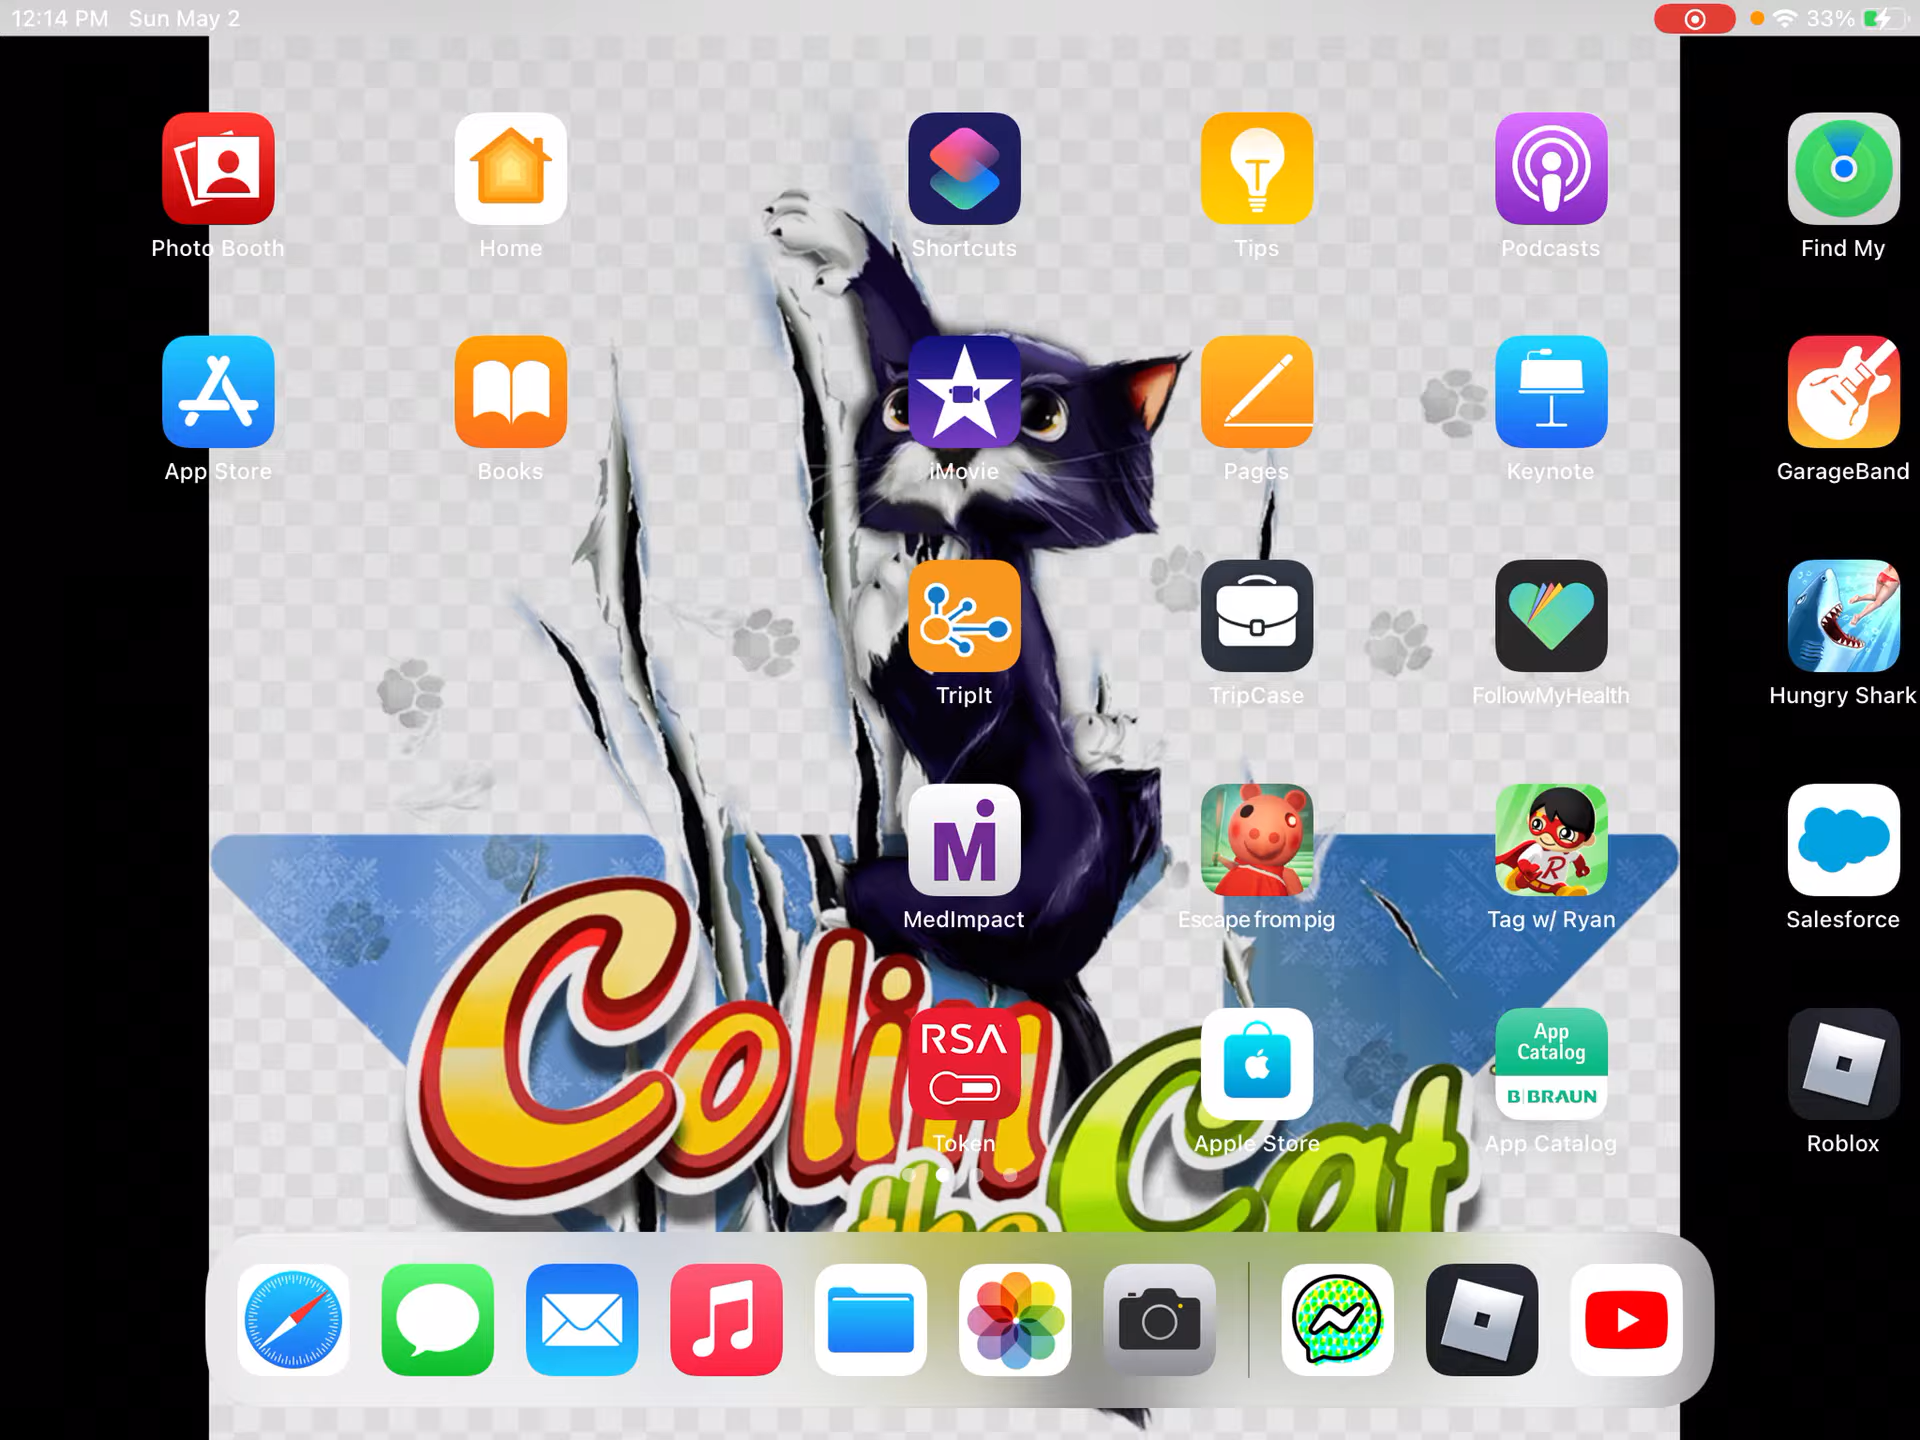 12:14 PM Sun May 2
33%
Photo Booth
Home
Shortcuts
Tips
Podcasts
Find My
App Store
Books
iMovie
Pages
Keynote
GarageBand
TripIt
TripCase
FollowMyHealth
Hungry Shark
M
R
MedImpact
Escape from pig
Tag w/ Ryan
Salesforce
Colin
the Cat
RSA
App
Catalog
B|BRAUN
Token
Apple Store
App Catalog
Roblox